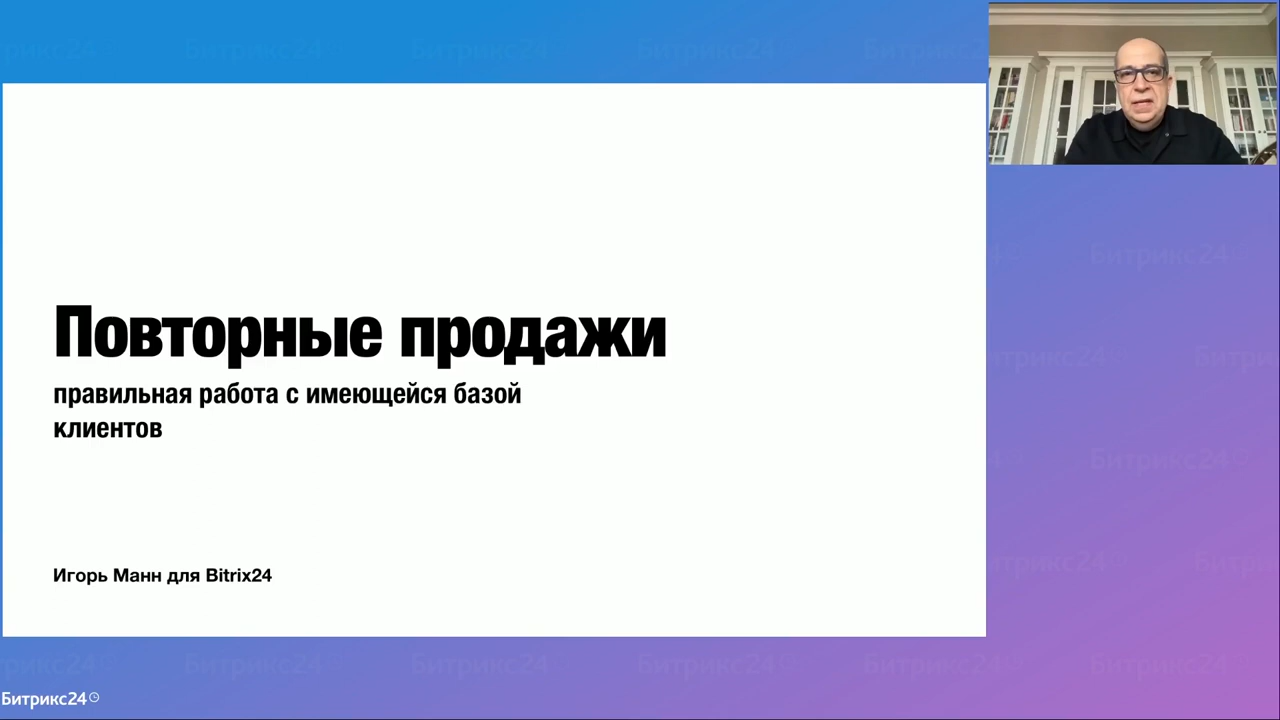 Повторные продажи
правильная работа с имеющейся базой
клиентов
Игорь Манн для Bitrix24
Битрикс24